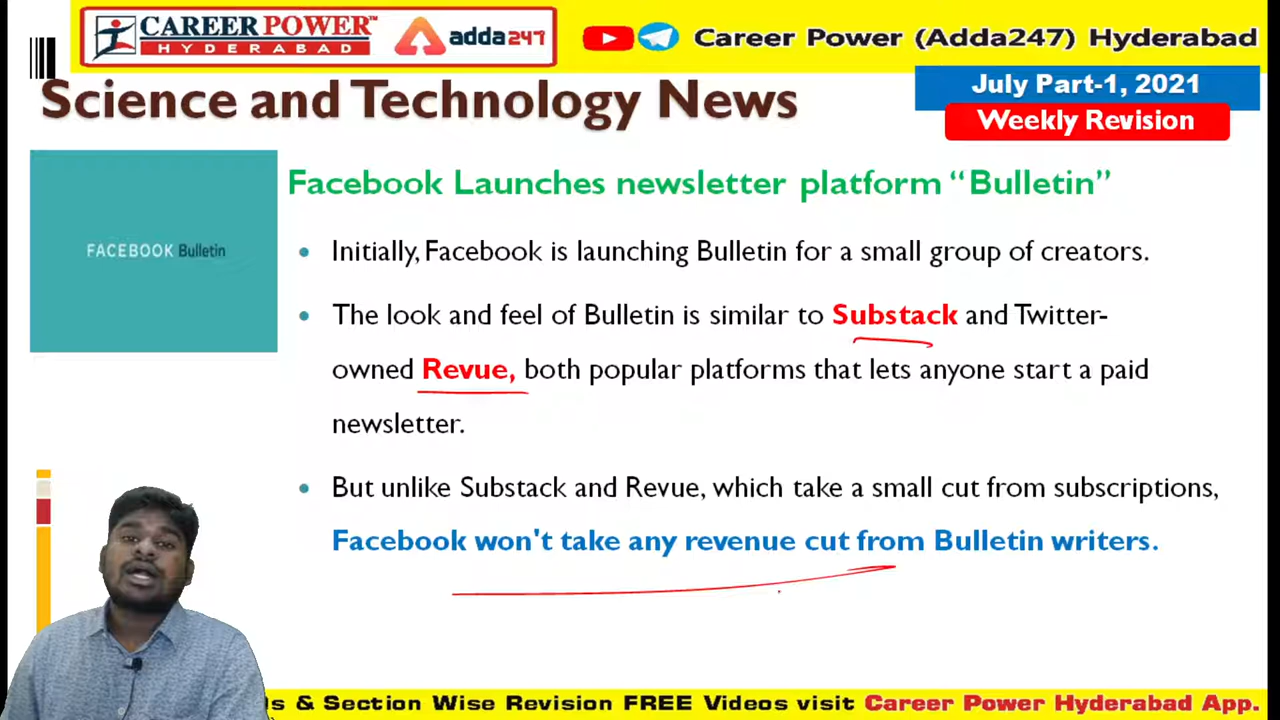 CAREER POWER™
HYDERABAD
adda247
Career Power (Adda247) Hyderabad
Science and Technology News
July Part-1, 2021
Weekly Revision
FACEBOOK Bulletin
Facebook Launches newsletter platform “Bulletin”
• Initially, Facebook is launching Bulletin for a small group of creators.
• The look and feel of Bulletin is similar to Substack and Twitter-
owned Revue, both popular platforms that lets anyone start a paid
newsletter.
• But unlike Substack and Revue, which take a small cut from subscriptions,
Facebook won't take any revenue cut from Bulletin writers.
& Section Wise Revision FREE Videos visit Career Power Hyderabad App.